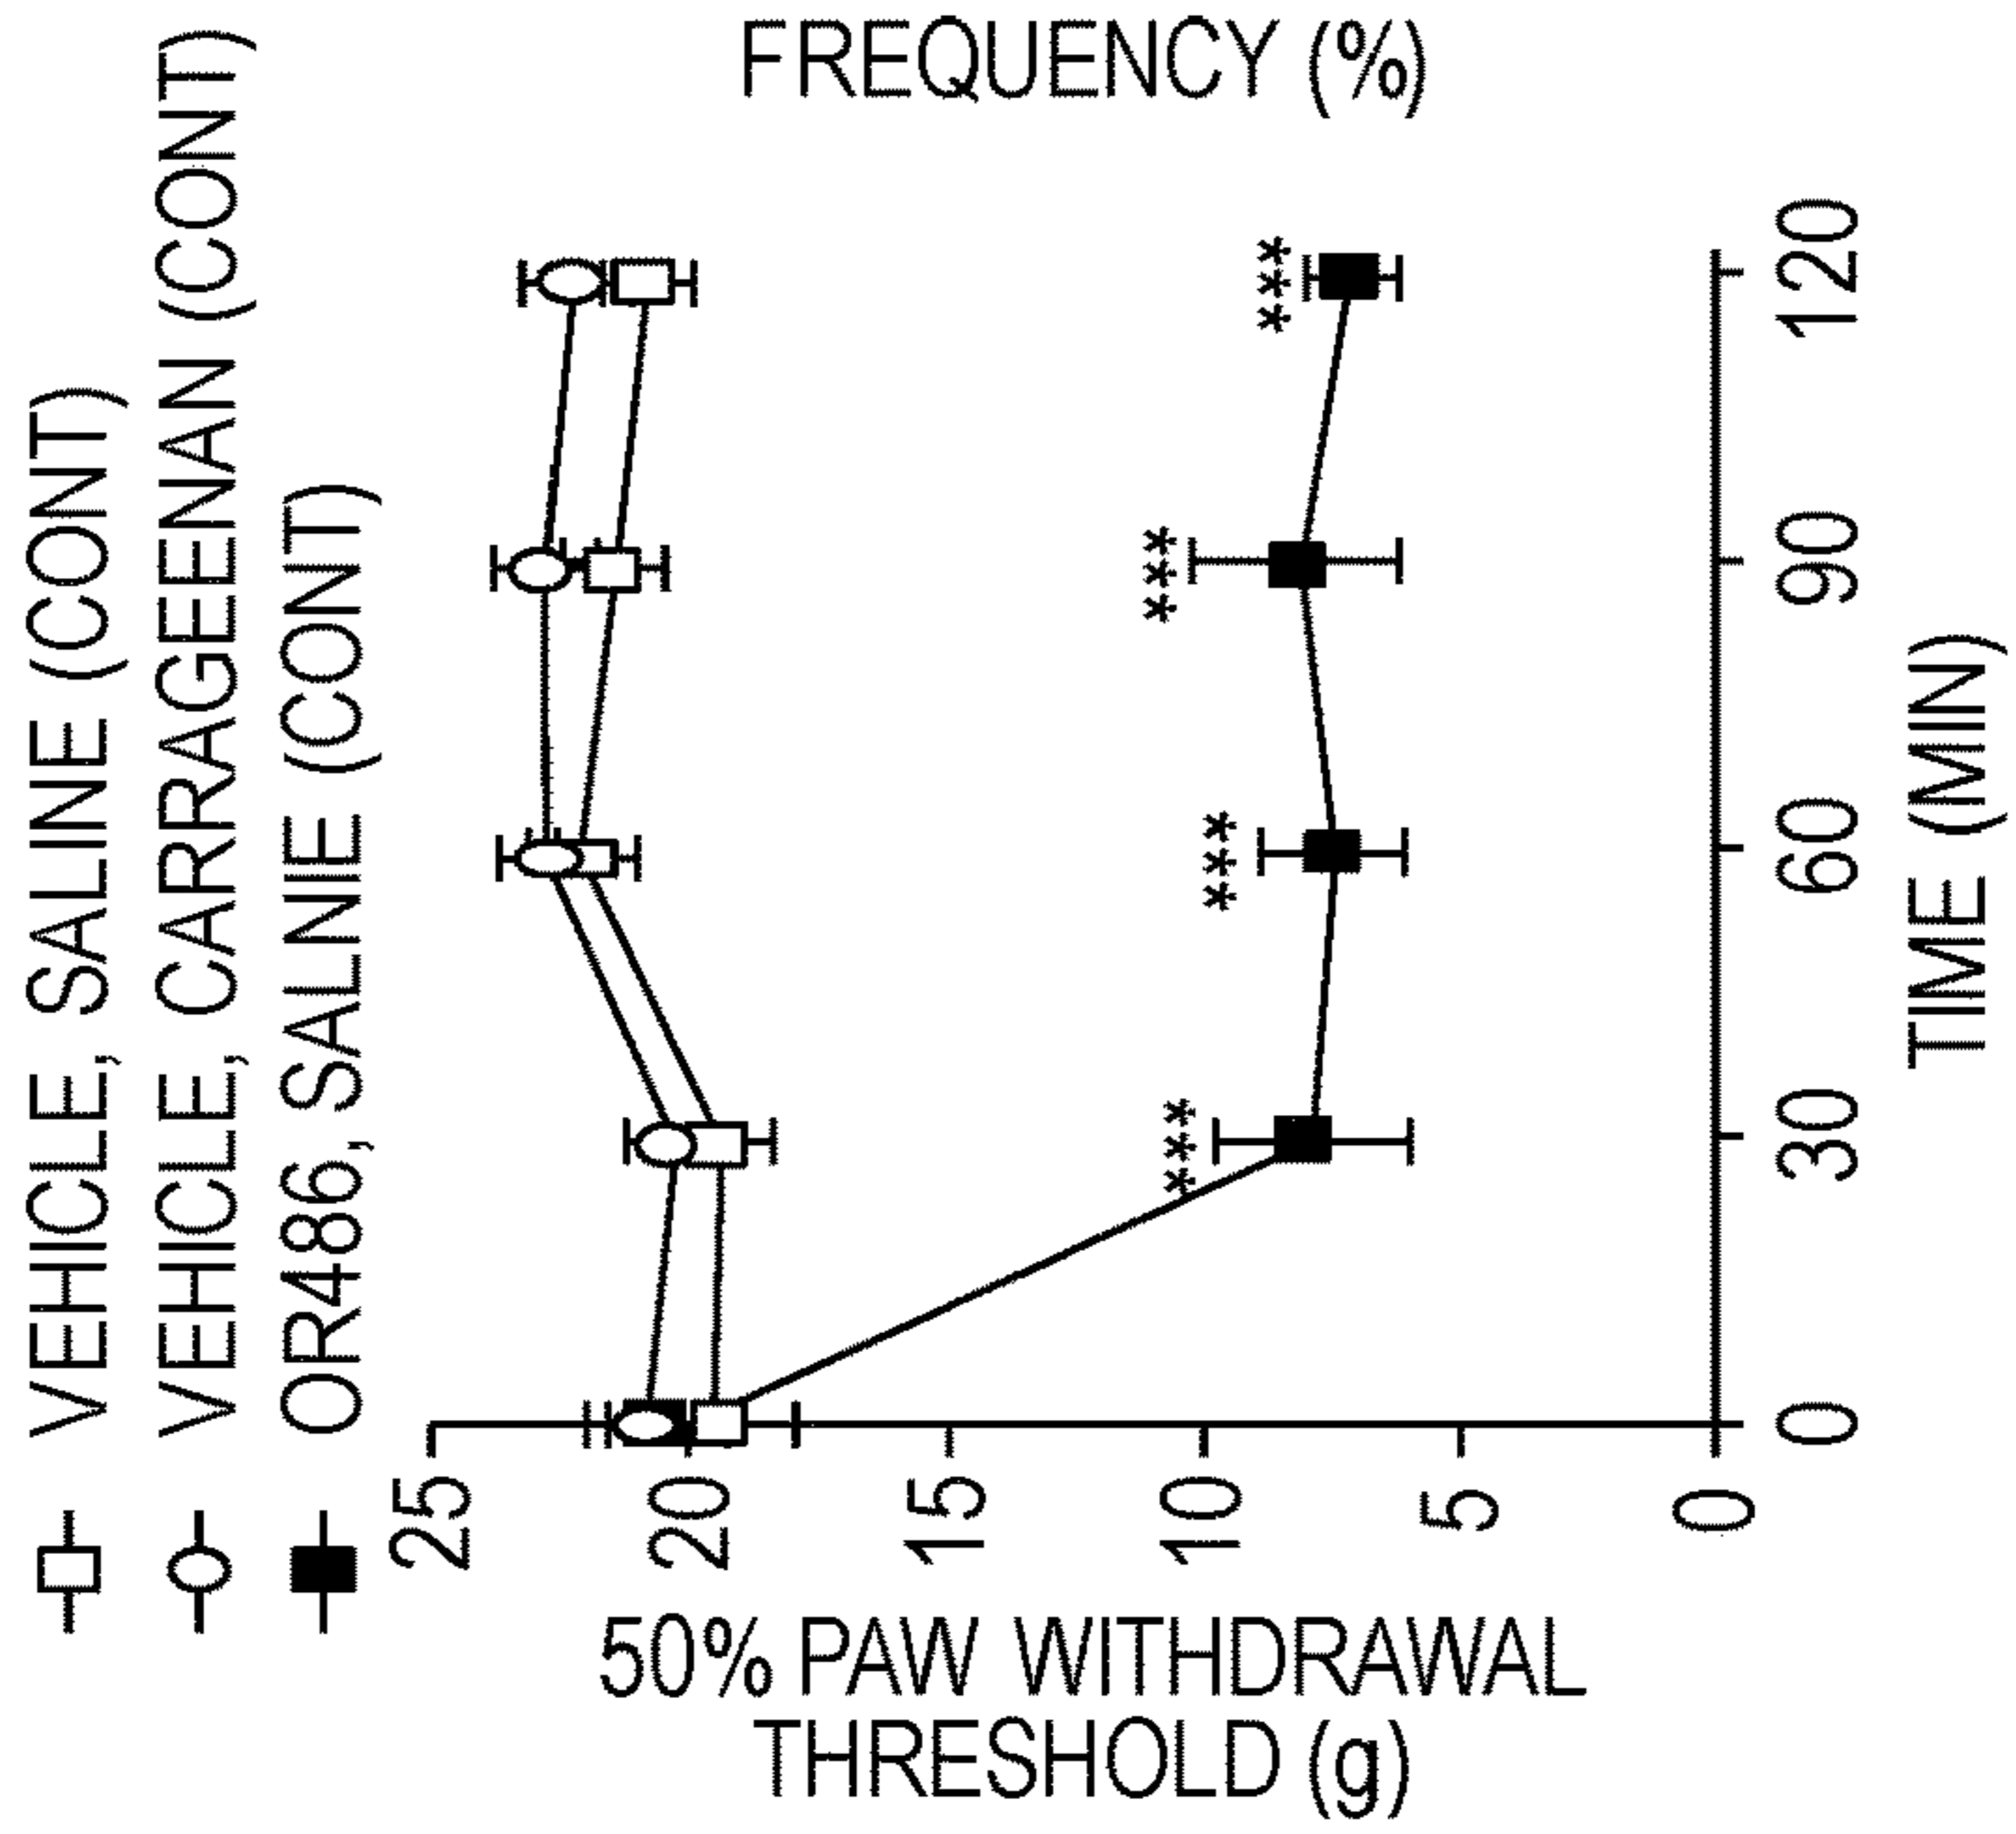 VEHICLE, SALINE (CONT)
VEHICLE, CARRAGEENAN (CONT)
OR486, SALNIE (CONT)
25
20
15
10
5
0
50% PAW WITHDRAWAL
THRESHOLD (g)
***
***
***
***
0
30
60
90
120
TIME (MIN)
FREQUENCY (%)